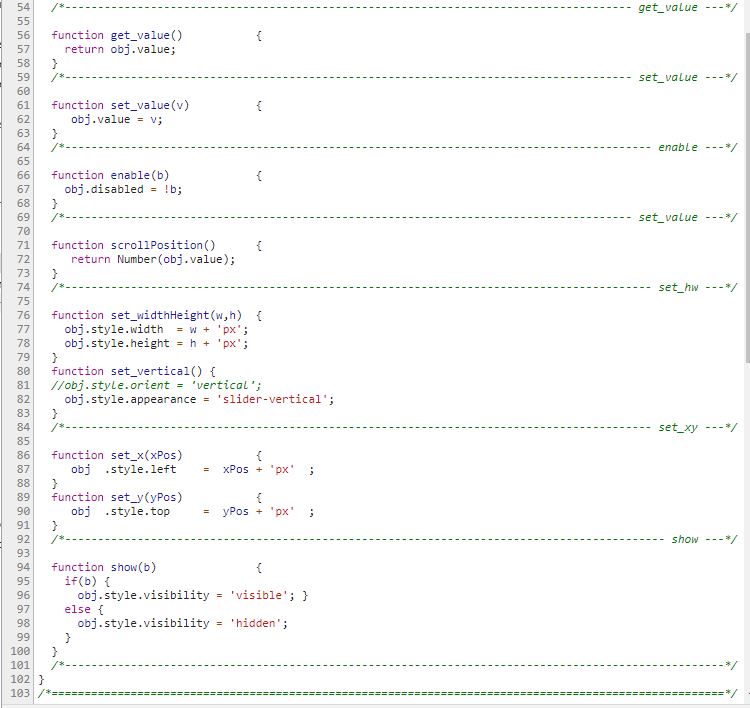 54 /*-------------------------------------------------------------------------------------- get_value ---*/
55
56 function get_value() {
57 return obj.value;
58 }
59 /*-------------------------------------------------------------------------------------- set_value ---*/
60
61 function set_value(v) {
62 obj.value = v;
63 }
64 /*----------------------------------------------------------------------------------------- enable ---*/
65
66 function enable(b) {
67 obj.disabled = !b;
68 }
69 /*-------------------------------------------------------------------------------------- set_value ---*/
70
71 function scrollPosition() {
72 return Number(obj.value);
73 }
74 /*----------------------------------------------------------------------------------------- set_hw ---*/
75
76 function set_widthHeight(w,h) {
77 obj.style.width = w + 'px';
78 obj.style.height = h + 'px';
79 }
80 function set_vertical() {
81 //obj.style.orient = 'vertical';
82 obj.style.appearance = 'slider-vertical';
83 }
84 /*----------------------------------------------------------------------------------------- set_xy ---*/
85
86 function set_x(xPos) {
87 obj .style.left = xPos + 'px' ;
88 }
89 function set_y(yPos) {
90 obj .style.top = yPos + 'px' ;
91 }
92 /*------------------------------------------------------------------------------------------- show ---*/
93
94 function show(b) {
95 if(b) {
96 obj.style.visibility = 'visible'; }
97 else {
98 obj.style.visibility = 'hidden';
99 }
100 }
101 /*----------------------------------------------------------------------------------------------------*/
102 }
103 /*======================================================================================================*/